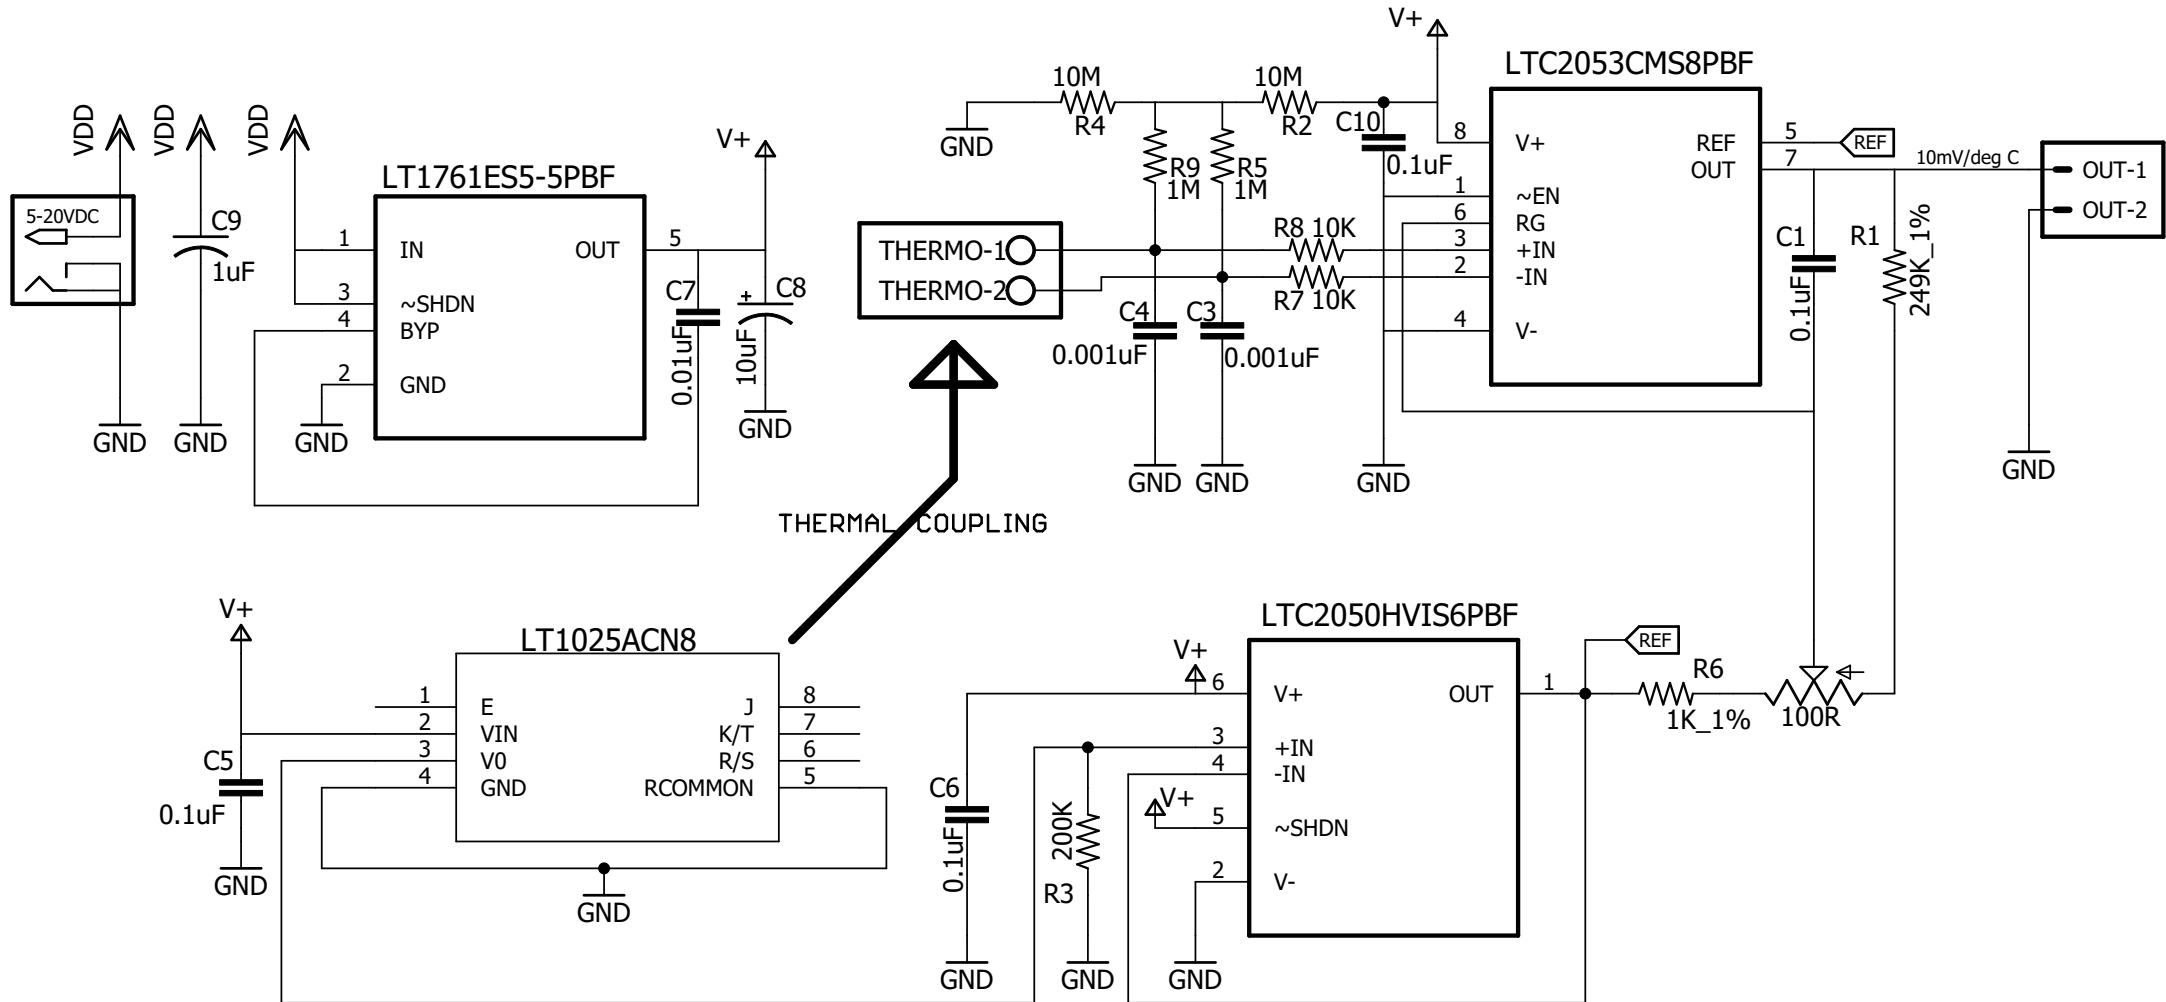 VDD
VDD
VDD
5-20VDC
GND
C9
1uF
GND
LT1761ES5-5PBF
1
IN
OUT
5
3
~SHDN
4
BYP
2
GND
GND
C7
0.01uF
V+
+
C8
10uF
GND
THERMO-1
THERMO-2
THERMAL COUPLING
10M
R4
GND
10M
R2
R9
1M
R5
1M
C10
0.1uF
V+
R8 10K
R7 10K
C4
0.001uF
C3
0.001uF
GND
GND
GND
LTC2053CMS8PBF
8
V+
REF
5
REF
OUT
7
10mV/deg C
1
~EN
6
RG
3
+IN
2
-IN
4
V-
C1
0.1uF
R1
249K_1%
OUT-1
OUT-2
GND
V+
C5
0.1uF
GND
LT1025ACN8
1
E
J
8
2
VIN
K/T
7
3
V0
R/S
6
4
GND
RCOMMON
5
GND
LTC2050HVIS6PBF
V+
6
V+
OUT
1
REF
3
+IN
4
-IN
V+
5
~SHDN
2
V-
C6
0.1uF
GND
200K
R3
GND
GND
R6
1K_1%
100R